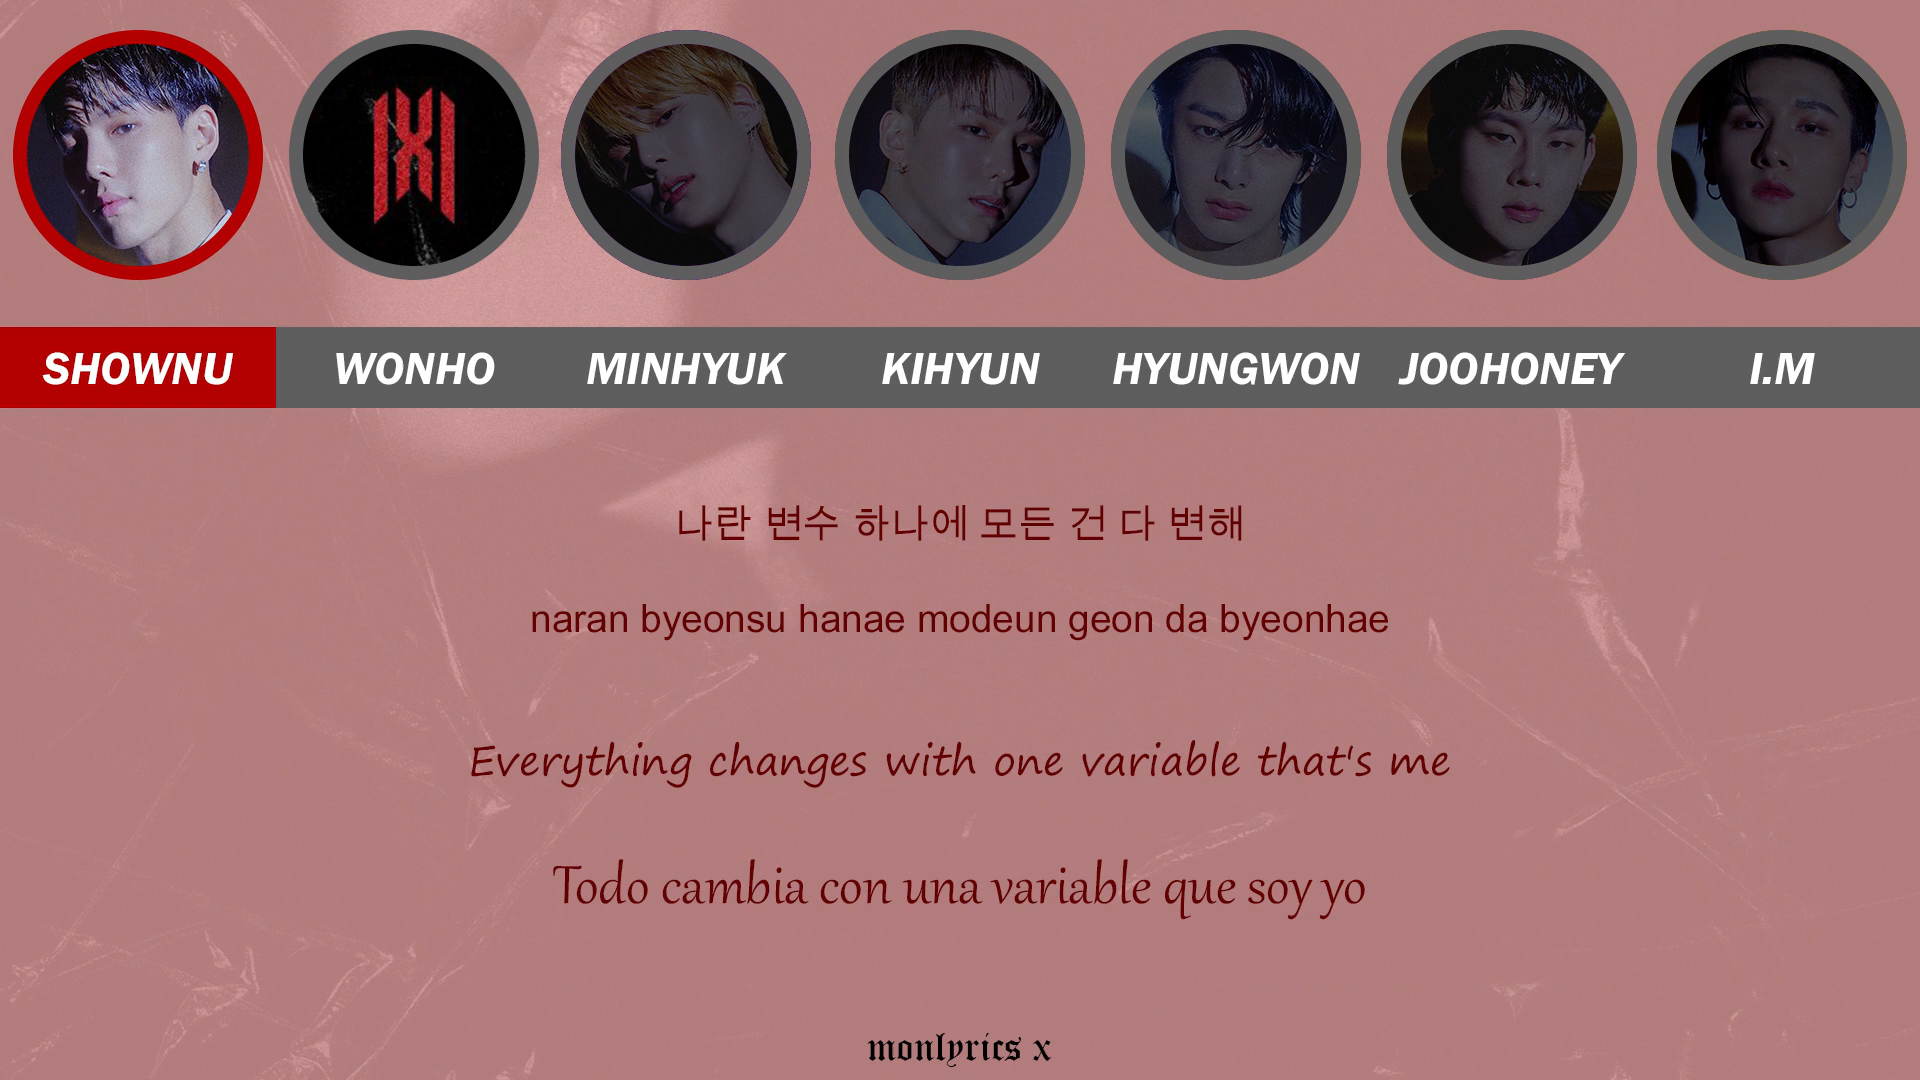 SHOWNU WONHO MINHYUK KIHYUN HYUNGWON JOOHONEY I.M
나란 변수 하나에 모든 건 다 변해
naran byeonsu hanae modeun geon da byeonhae
Everything changes with one variable that's me
Todo cambia con una variable que soy yo
monlyrics x